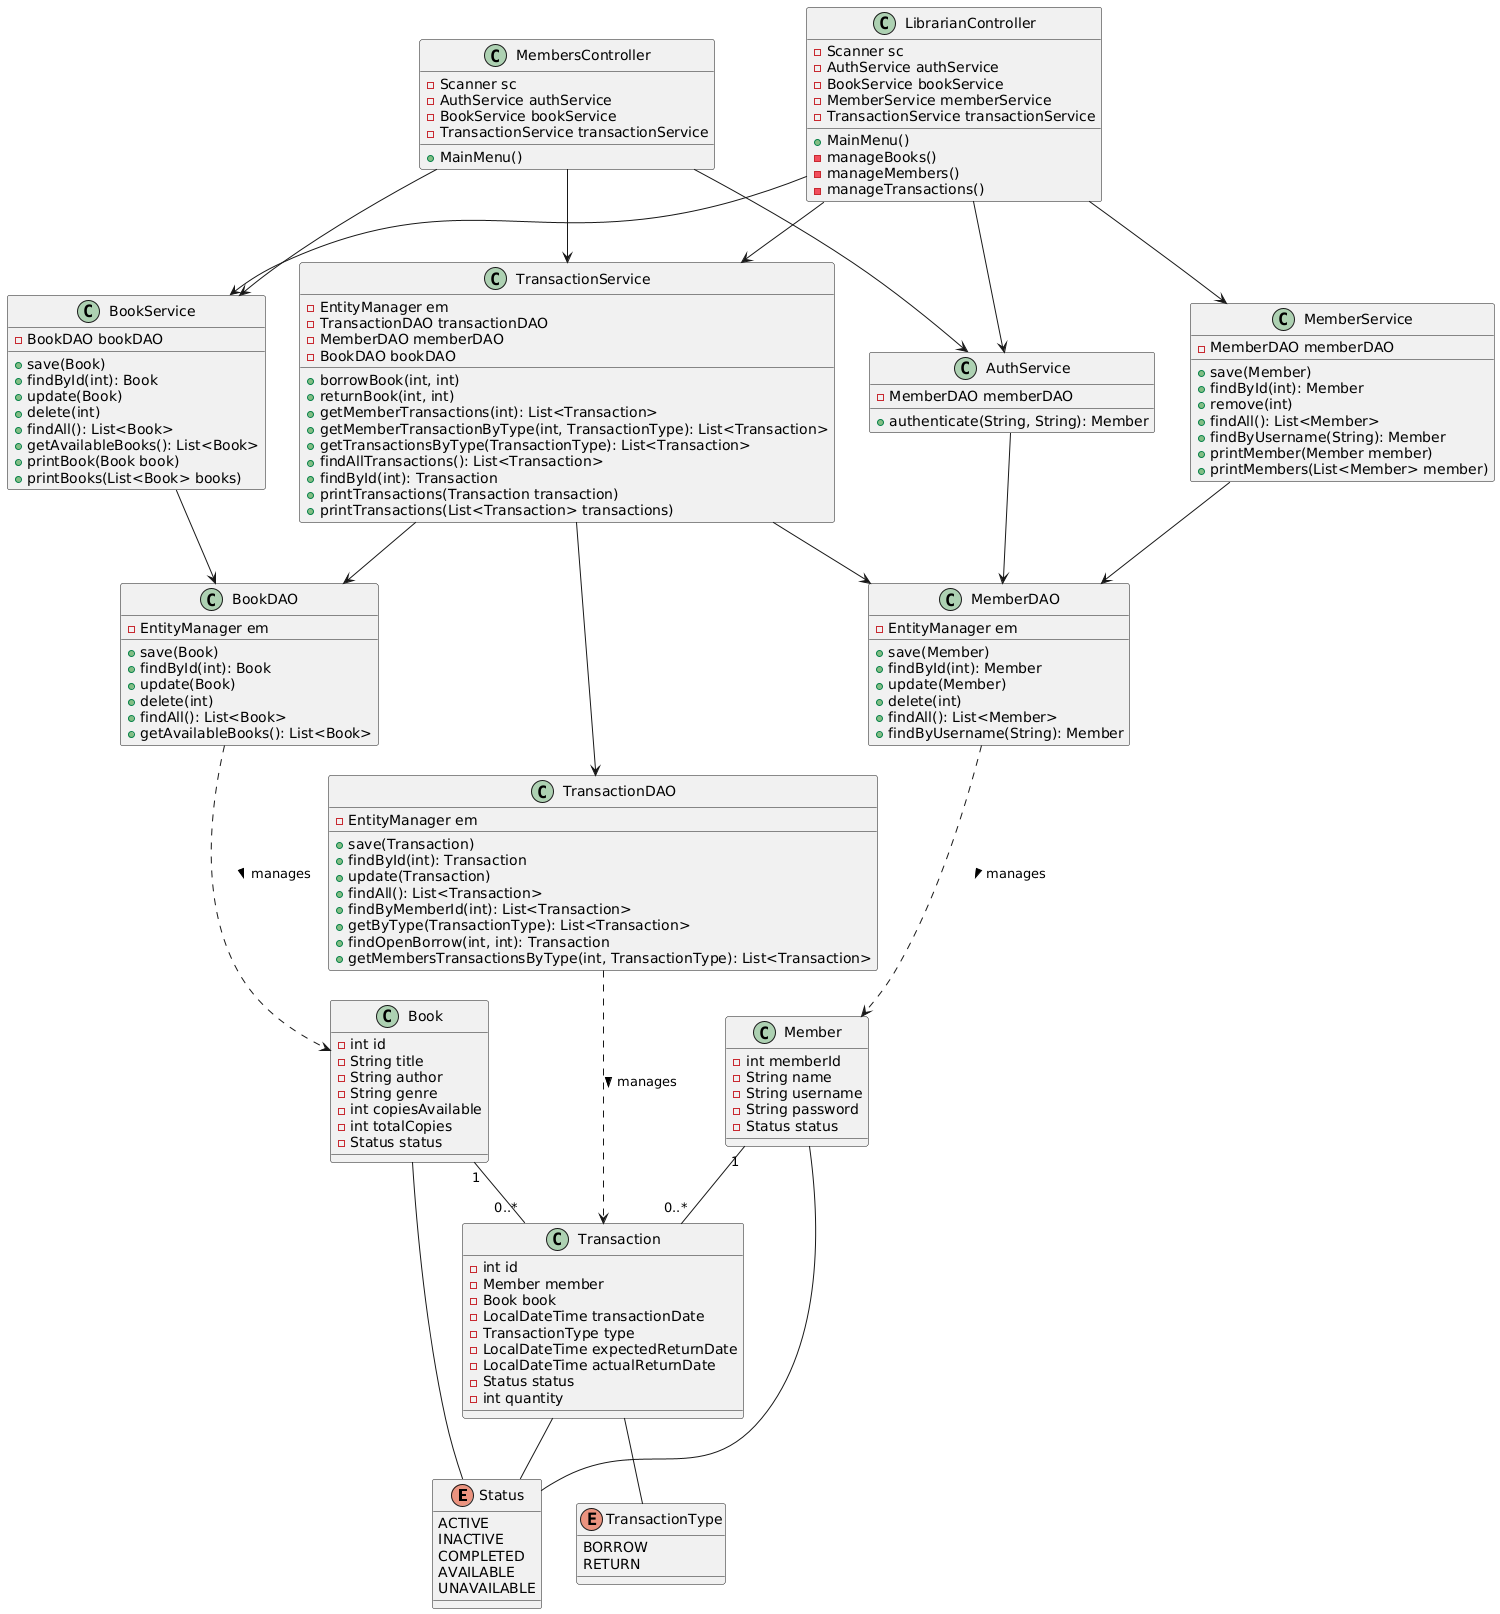 C LibrarianController
Scanner sc
AuthService authService
BookService bookService
MemberService memberService
TransactionService transactionService
MainMenu()
manageBooks()
manageMembers()
manageTransactions()
C MembersController
Scanner sc
AuthService authService
BookService bookService
TransactionService transactionService
MainMenu()
C BookService
BookDAO bookDAO
save(Book)
findById(int): Book
update(Book)
delete(int)
findAll(): List<Book>
getAvailableBooks(): List<Book>
printBook(Book book)
printBooks(List<Book> books)
C TransactionService
EntityManager em
TransactionDAO transactionDAO
MemberDAO memberDAO
BookDAO bookDAO
borrowBook(int, int)
returnBook(int, int)
getMemberTransactions(int): List<Transaction>
getMemberTransactionByType(int, TransactionType): List<Transaction>
getTransactionsByType(TransactionType): List<Transaction>
findAllTransactions(): List<Transaction>
findById(int): Transaction
printTransactions(Transaction transaction)
printTransactions(List<Transaction> transactions)
C AuthService
MemberDAO memberDAO
authenticate(String, String): Member
C MemberService
MemberDAO memberDAO
save(Member)
findById(int): Member
remove(int)
findAll(): List<Member>
findByUsername(String): Member
printMember(Member member)
printMembers(List<Member> member)
C BookDAO
EntityManager em
save(Book)
findById(int): Book
update(Book)
delete(int)
findAll(): List<Book>
getAvailableBooks(): List<Book>
C MemberDAO
EntityManager em
save(Member)
findById(int): Member
update(Member)
delete(int)
findAll(): List<Member>
findByUsername(String): Member
C TransactionDAO
EntityManager em
save(Transaction)
findById(int): Transaction
update(Transaction)
findAll(): List<Transaction>
findByMemberId(int): List<Transaction>
getByType(TransactionType): List<Transaction>
findOpenBorrow(int, int): Transaction
getMembersTransactionsByType(int, TransactionType): List<Transaction>
manages
manages
manages
C Book
int id
String title
String author
String genre
int copiesAvailable
int totalCopies
Status status
C Member
int memberId
String name
String username
String password
Status status
1
0..*
1
0..*
C Transaction
int id
Member member
Book book
LocalDateTime transactionDate
TransactionType type
LocalDateTime expectedReturnDate
LocalDateTime actualReturnDate
Status status
int quantity
E Status
ACTIVE
INACTIVE
COMPLETED
AVAILABLE
UNAVAILABLE
E TransactionType
BORROW
RETURN